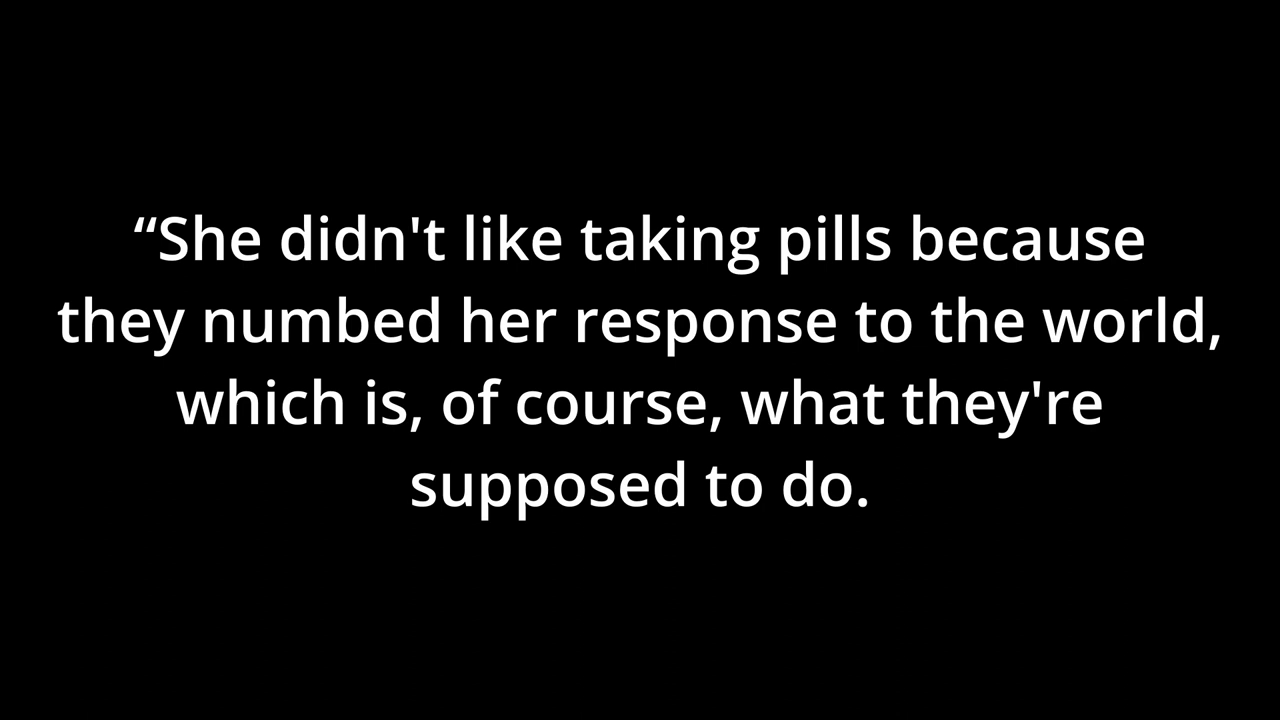 “She didn't like taking pills because
they numbed her response to the world,
which is, of course, what they're
supposed to do.